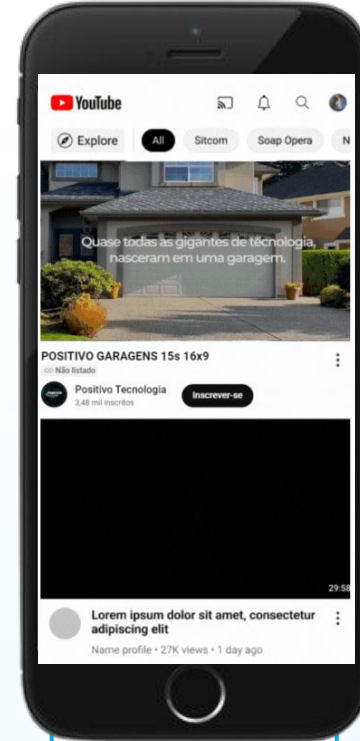 YouTube
Explore All Sitcom Soap Opera N
Quase todas as gigantes de técnologia,
nasceram em uma garagem.
POSITIVO GARAGENS 15s 16x9
Não listado
Positivo Tecnologia
3,48 mil inscritos
Inscrever-se
29:58
Lorem ipsum dolor sit amet, consectetur
adipiscing elit
Name profile • 27K views • 1 day ago